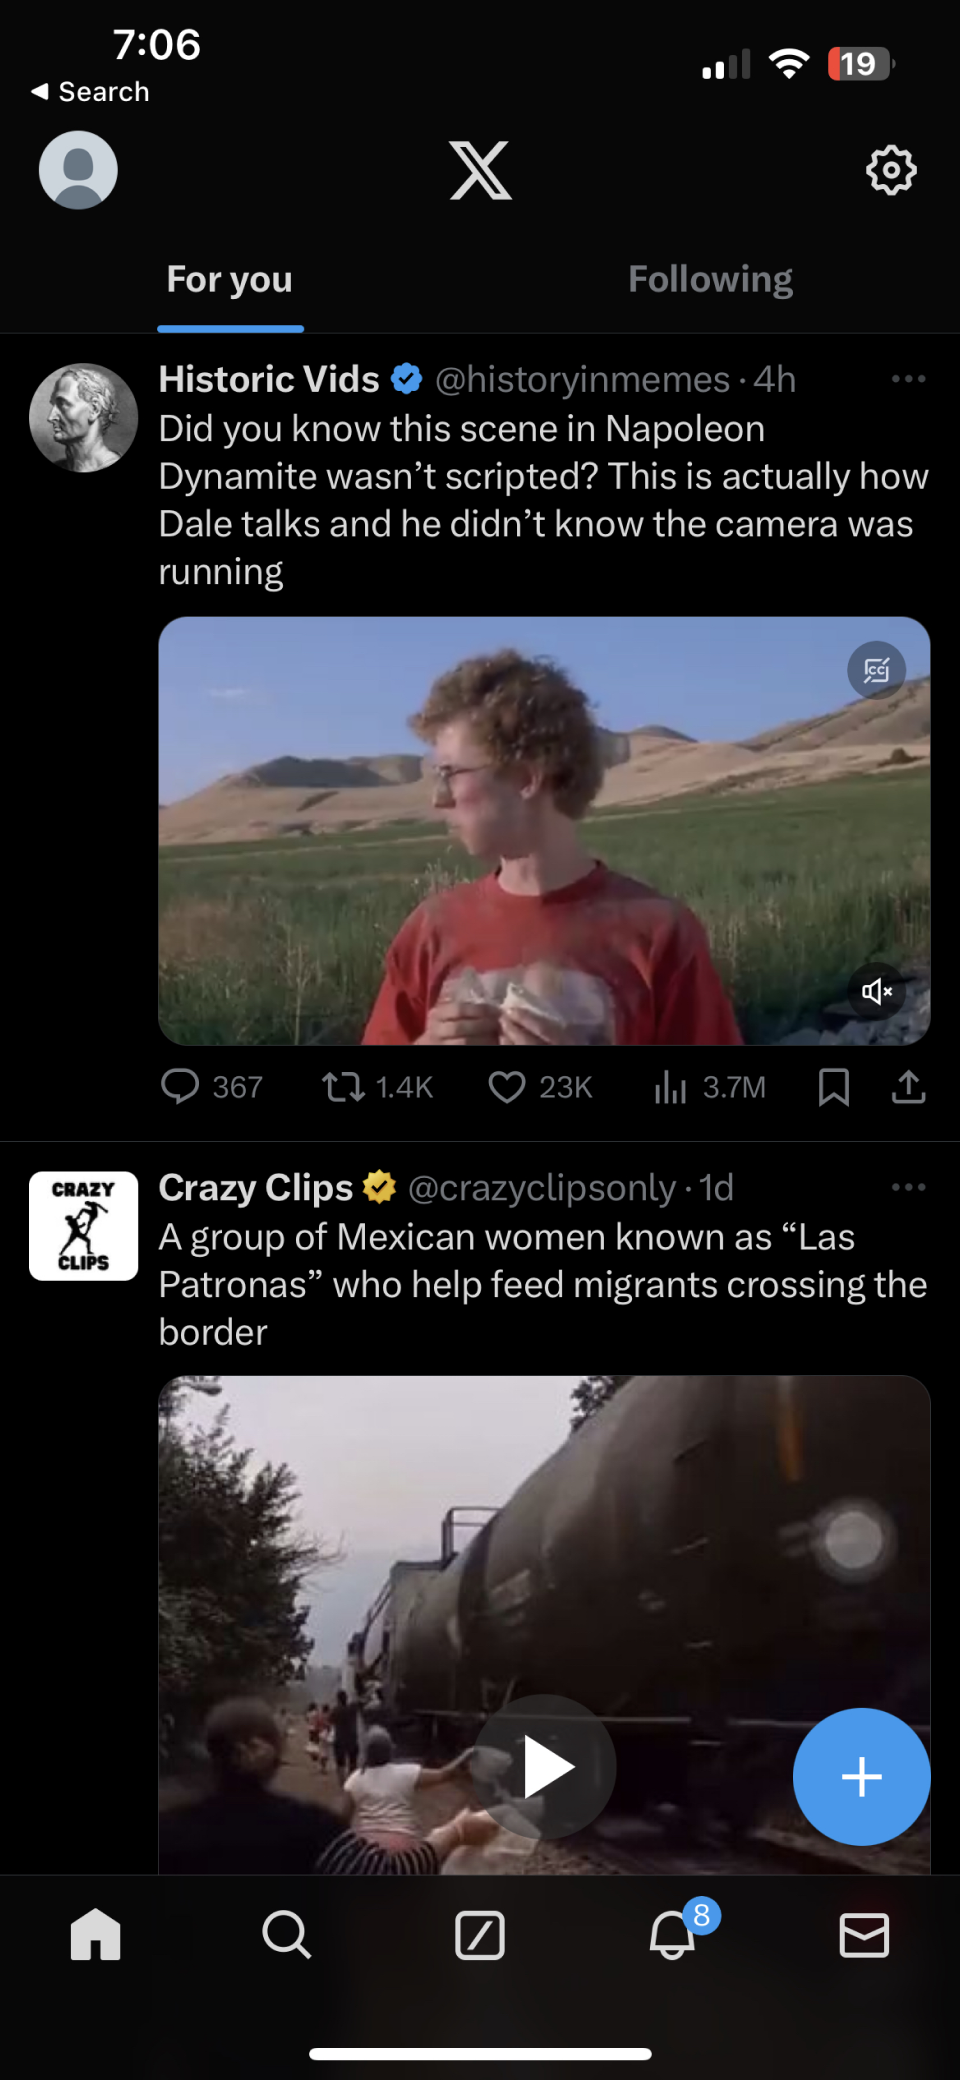 7:06
19
◀ Search
X
For you
Following
Historic Vids @historyinmemes · 4h
Did you know this scene in Napoleon
Dynamite wasn’t scripted? This is actually how
Dale talks and he didn’t know the camera was
running
CC
367 1.4K 23K 3.7M
CRAZY
CLIPS
Crazy Clips @crazyclipsonly · 1d
A group of Mexican women known as “Las
Patronas” who help feed migrants crossing the
border
8